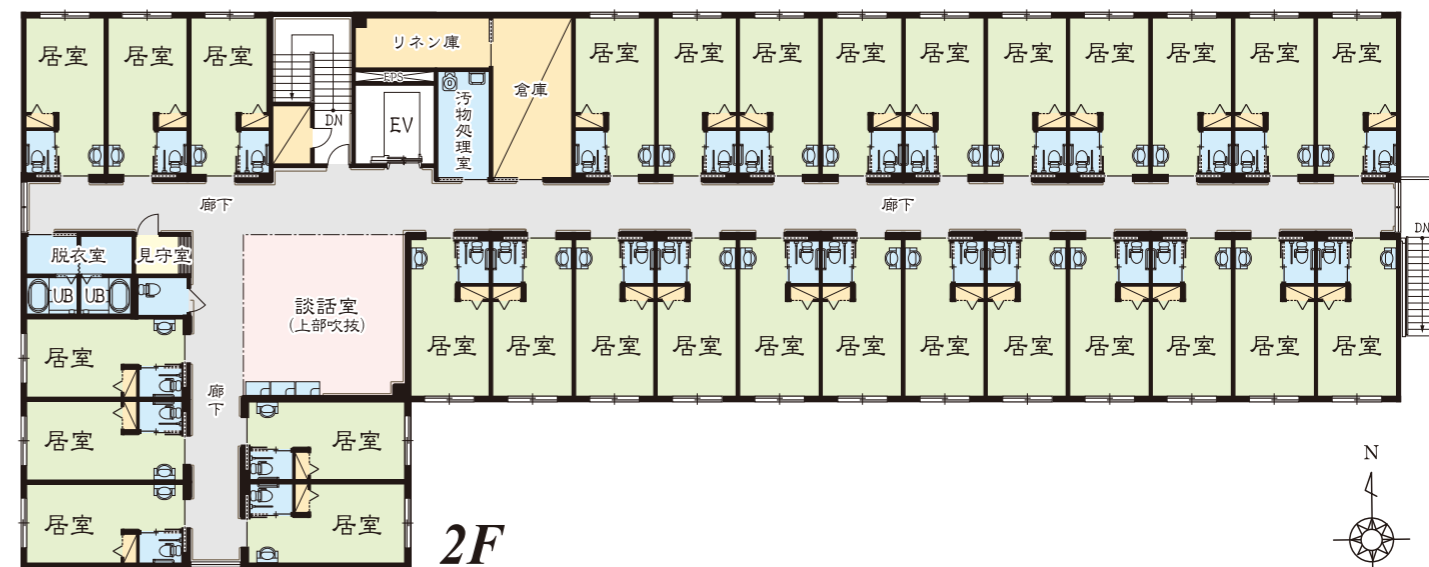 居室
居室
居室
DN
リネン庫
EPS
EV
汚物処理室
倉庫
居室
居室
居室
居室
居室
居室
居室
居室
居室
居室
廊下
廊下
DN
脱衣室
見守室
UB
UB
談話室
(上部吹抜)
居室
居室
居室
居室
居室
居室
居室
居室
居室
居室
居室
居室
居室
廊下
居室
居室
居室
居室
2F
N